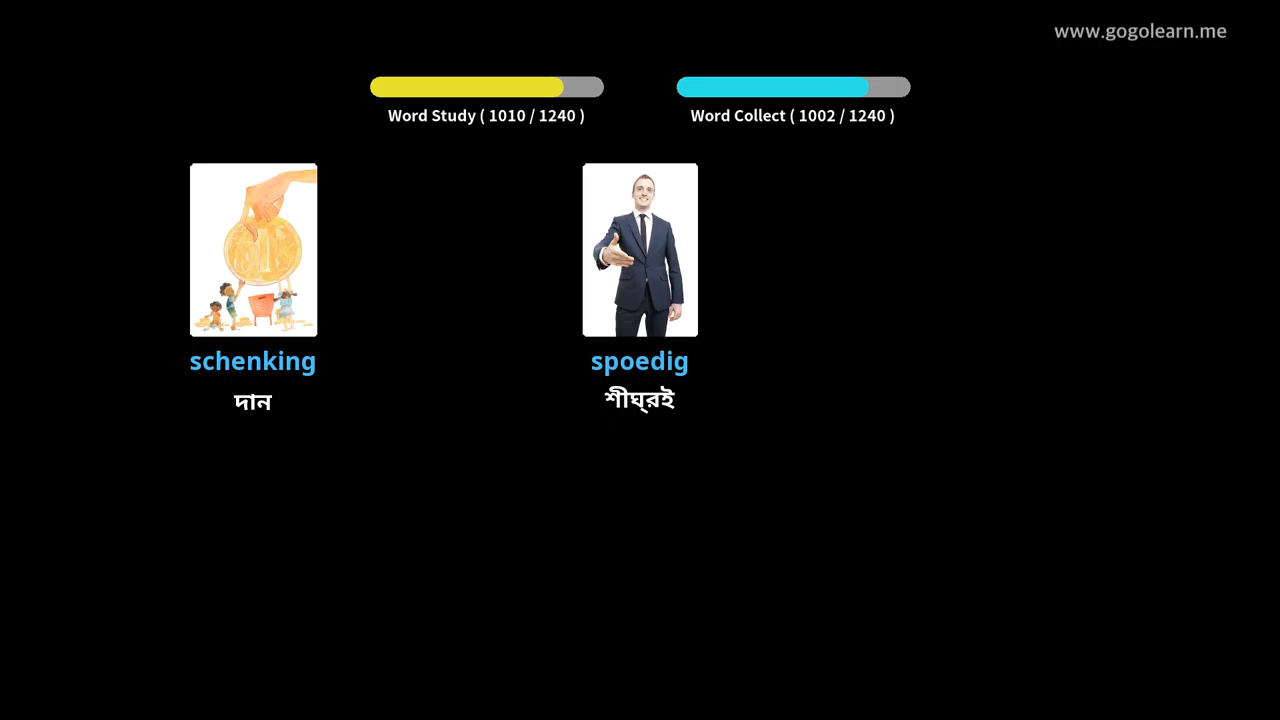 www.gogolearn.me
Word Study ( 1010 / 1240 )
Word Collect ( 1002 / 1240 )
schenking
spoedig
দান
শীঘ্রই